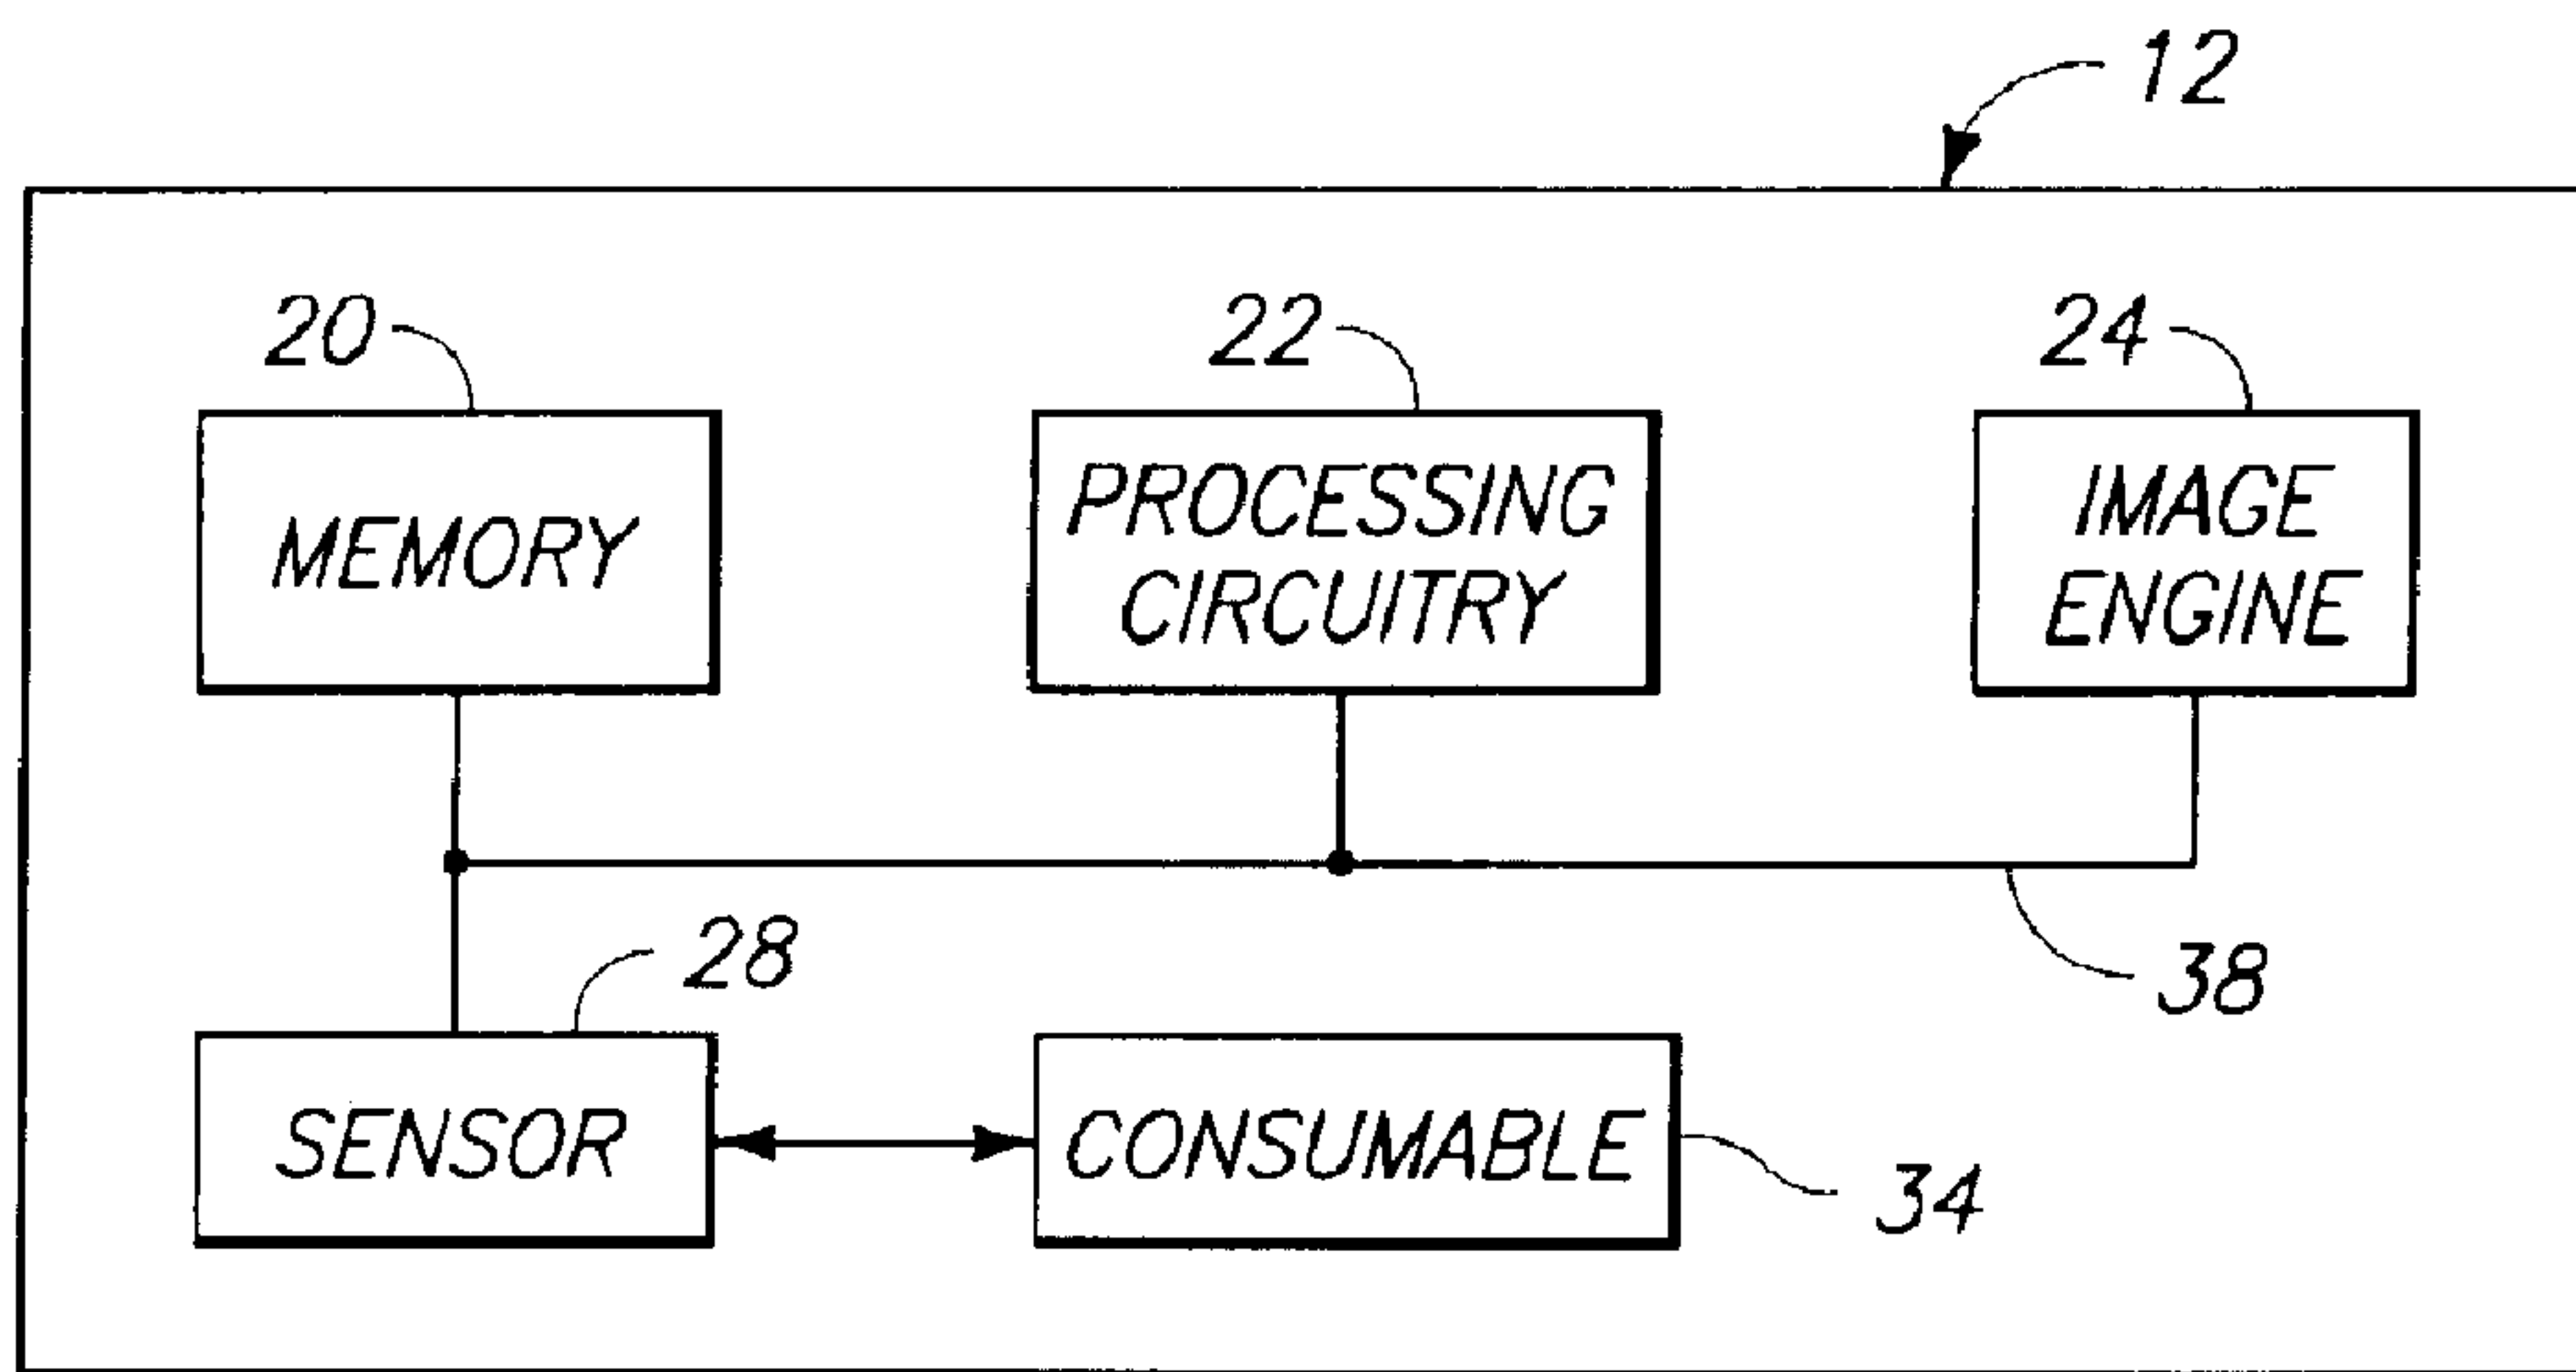 12
20
22
24
MEMORY
PROCESSING
CIRCUITRY
IMAGE
ENGINE
28
38
SENSOR
CONSUMABLE
34